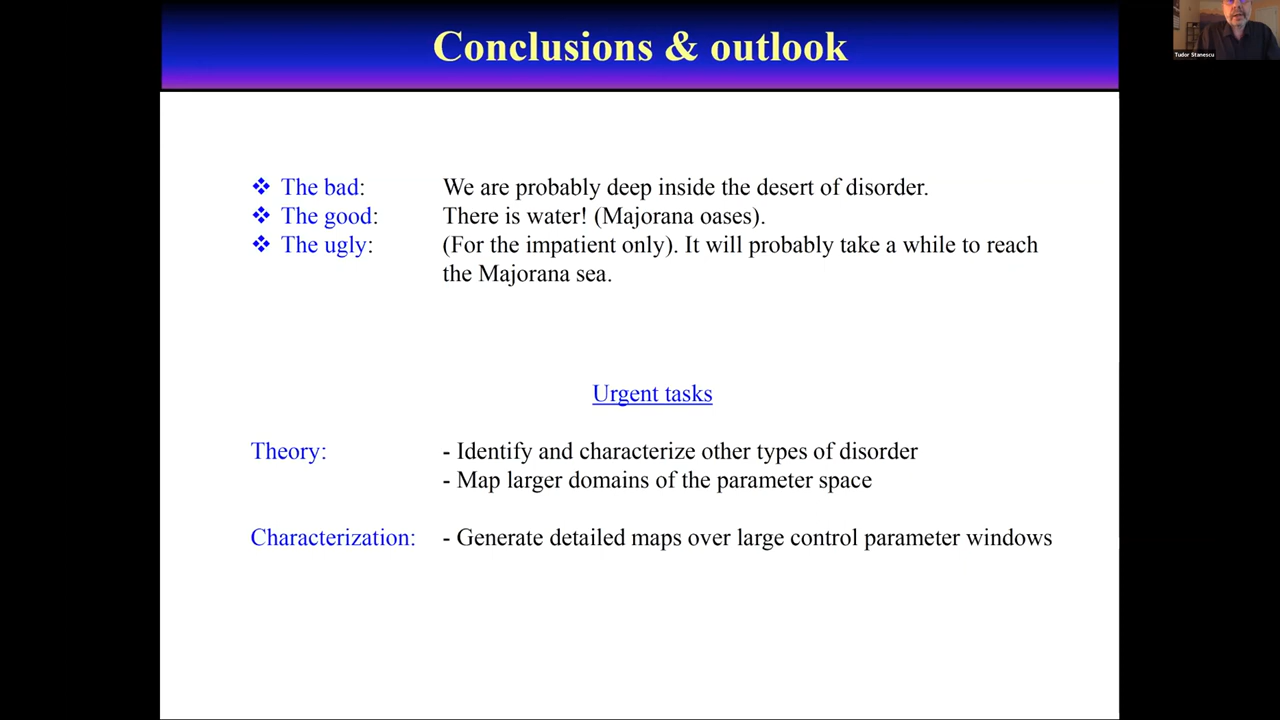 Conclusions & outlook
Tudor Stanescu
❖ The bad: We are probably deep inside the desert of disorder.
❖ The good: There is water! (Majorana oases).
❖ The ugly: (For the impatient only). It will probably take a while to reach
the Majorana sea.
Urgent tasks
Theory: - Identify and characterize other types of disorder
- Map larger domains of the parameter space
Characterization: - Generate detailed maps over large control parameter windows